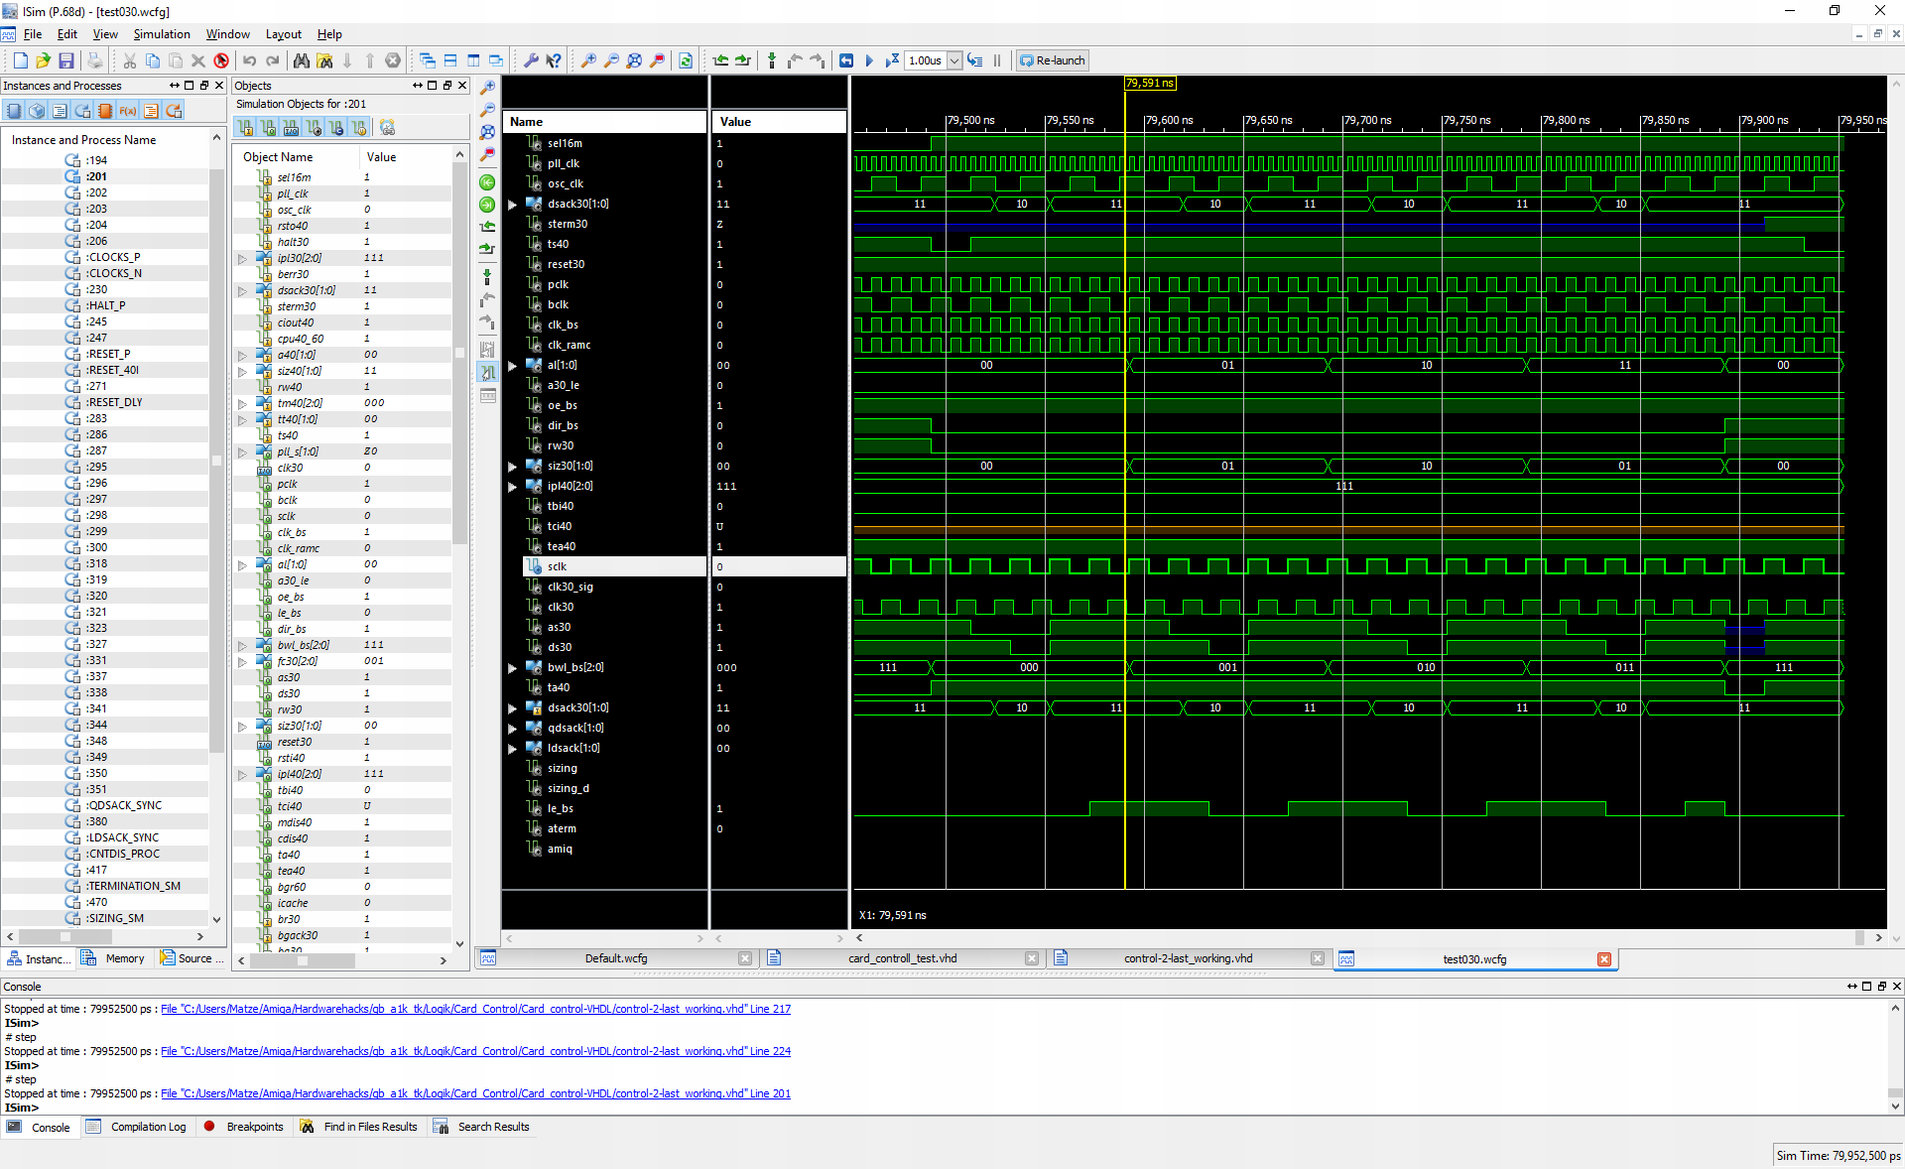 ISim (P.68d) - [test030.wcfg]
File Edit View Simulation Window Layout Help
1.00us Re-launch
Instances and Processes
Instance and Process Name
:194
:201
:202
:203
:204
:206
:CLOCKS_P
:CLOCKS_N
:230
:HALT_P
:245
:247
:RESET_P
:RESET_40I
:271
:RESET_DLY
:283
:286
:287
:295
:296
:297
:298
:299
:300
:318
:319
:320
:321
:323
:327
:331
:337
:338
:341
:344
:348
:349
:350
:351
:QDSACK_SYNC
:380
:LDSACK_SYNC
:CNTDIS_PROC
:417
:TERMINATION_SM
:470
:SIZING_SM
Instanc... Memory Source ...
Objects
Simulation Objects for :201
Object Name Value
sel16m 1
pll_clk 1
osc_clk 0
rsto40 1
halt30 1
ipl30[2:0] 111
berr30 1
dsack30[1:0] 11
sterm30 1
ciout40 1
cpu40_60 1
a40[1:0] 00
siz40[1:0] 11
rw40 1
tm40[2:0] 000
tt40[1:0] 00
ts40 1
pll_s[1:0] Z0
clk30 0
pclk 1
bclk 0
sclk 0
clk_bs 1
clk_ramc 0
al[1:0] 00
a30_le 0
oe_bs 1
le_bs 0
dir_bs 1
bwl_bs[2:0] 111
fc30[2:0] 001
as30 1
ds30 1
rw30 1
siz30[1:0] 00
reset30 1
rsti40 1
ipl40[2:0] 111
tbi40 0
tci40 U
mdis40 1
cdis40 1
ta40 1
tea40 1
bgr60 0
icache 0
br30 1
bgack30 1
bg30 1
Name Value
sel16m 1
pll_clk 0
osc_clk 1
dsack30[1:0] 11
sterm30 Z
ts40 1
reset30 1
pclk 0
bclk 0
clk_bs 0
clk_ramc 0
al[1:0] 00
a30_le 0
oe_bs 1
dir_bs 0
rw30 0
siz30[1:0] 00
ipl40[2:0] 111
tbi40 0
tci40 U
tea40 1
sclk 0
clk30_sig 0
clk30 1
as30 1
ds30 1
bwl_bs[2:0] 000
ta40 1
dsack30[1:0] 11
qdsack[1:0] 00
ldsack[1:0] 00
sizing
sizing_d
le_bs 1
aterm 0
amiq
79,591 ns
79,500 ns 79,550 ns 79,600 ns 79,650 ns 79,700 ns 79,750 ns 79,800 ns 79,850 ns 79,900 ns 79,950 ns
11 10 11 10 11 10 11 10 11
00 01 10 11 00
00 01 10 01 00
111
111 000 001 010 011 111
11 10 11 10 11 10 11 10 11
X1: 79,591 ns
Default.wcfg card_controll_test.vhd control-2-last_working.vhd test030.wcfg
Console
Stopped at time : 79952500 ps : File "C:/Users/Matze/Amiga/Hardwarehacks/gb_a1k_tk/Logik/Card_Control/Card_control-VHDL/control-2-last_working.vhd" Line 217
ISim>
# step
Stopped at time : 79952500 ps : File "C:/Users/Matze/Amiga/Hardwarehacks/gb_a1k_tk/Logik/Card_Control/Card_control-VHDL/control-2-last_working.vhd" Line 224
ISim>
# step
Stopped at time : 79952500 ps : File "C:/Users/Matze/Amiga/Hardwarehacks/gb_a1k_tk/Logik/Card_Control/Card_control-VHDL/control-2-last_working.vhd" Line 201
ISim>
Console Compilation Log Breakpoints Find in Files Results Search Results
Sim Time: 79,952,500 ps